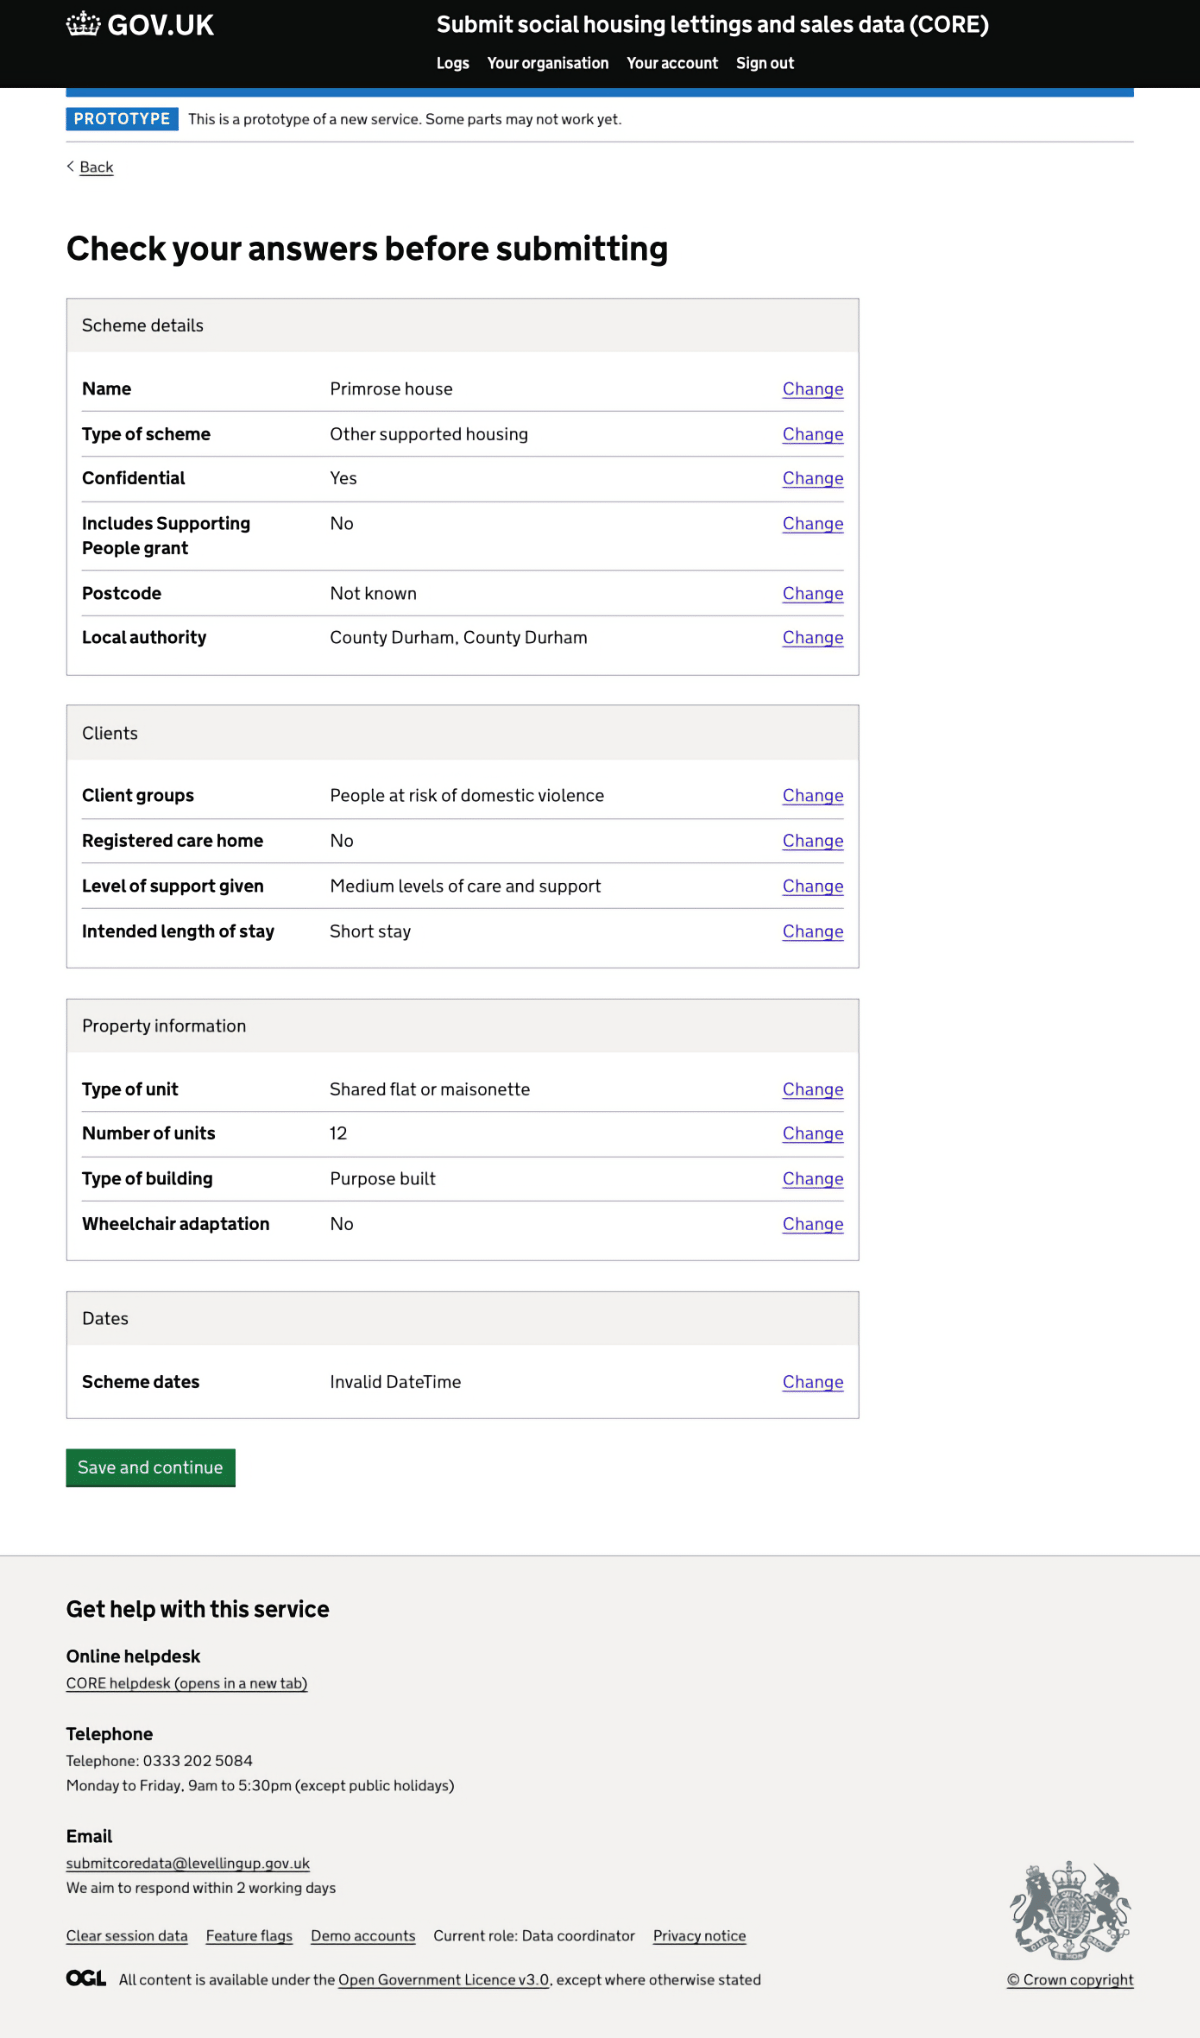 GOV.UK
Submit social housing lettings and sales data (CORE)
Logs Your organisation Your account Sign out
PROTOTYPE This is a prototype of a new service. Some parts may not work yet.
Back
Check your answers before submitting
Scheme details
Name Primrose house Change
Type of scheme Other supported housing Change
Confidential Yes Change
Includes Supporting No Change
People grant
Postcode Not known Change
Local authority County Durham, County Durham Change
Clients
Client groups People at risk of domestic violence Change
Registered care home No Change
Level of support given Medium levels of care and support Change
Intended length of stay Short stay Change
Property information
Type of unit Shared flat or maisonette Change
Number of units 12 Change
Type of building Purpose built Change
Wheelchair adaptation No Change
Dates
Scheme dates Invalid DateTime Change
Save and continue
Get help with this service
Online helpdesk
CORE helpdesk (opens in a new tab)
Telephone
Telephone: 0333 202 5084
Monday to Friday, 9am to 5:30pm (except public holidays)
Email
submitcoredata@levellingup.gov.uk
We aim to respond within 2 working days
Clear session data Feature flags Demo accounts Current role: Data coordinator Privacy notice
OGL All content is available under the Open Government Licence v3.0, except where otherwise stated
© Crown copyright